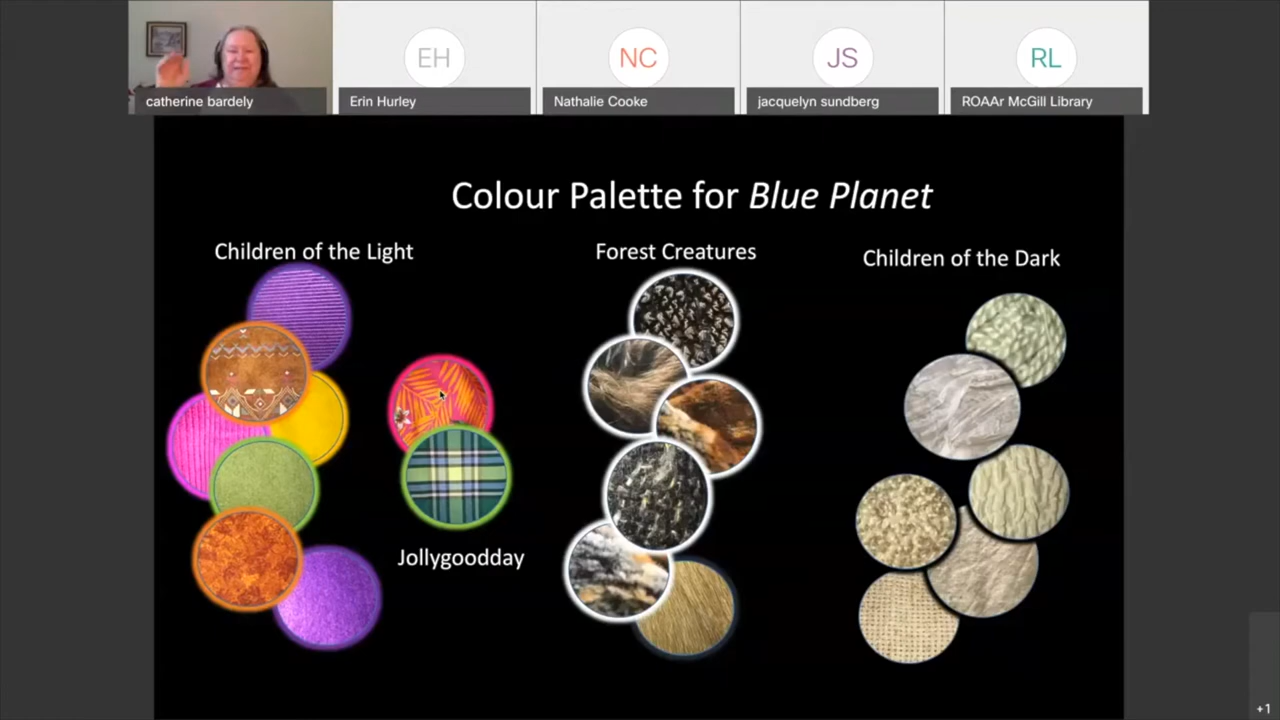 EH
NC
JS
RL
catherine bardely
Erin Hurley
Nathalie Cooke
jacquelyn sundberg
ROAAr McGill Library
Colour Palette for Blue Planet
Children of the Light
Forest Creatures
Children of the Dark
Jollygoodday
+1